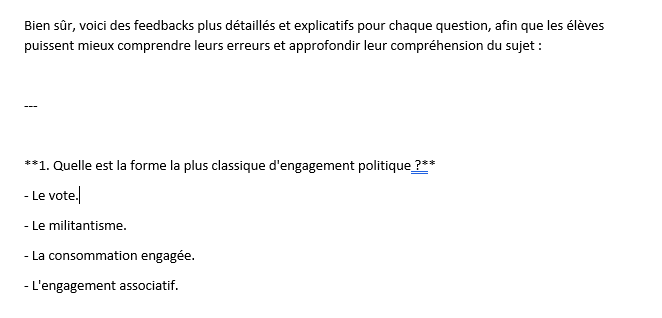 Bien sûr, voici des feedbacks plus détaillés et explicatifs pour chaque question, afin que les élèves
puissent mieux comprendre leurs erreurs et approfondir leur compréhension du sujet :
---
**1. Quelle est la forme la plus classique d'engagement politique ?**
- Le vote.
- Le militantisme.
- La consommation engagée.
- L'engagement associatif.